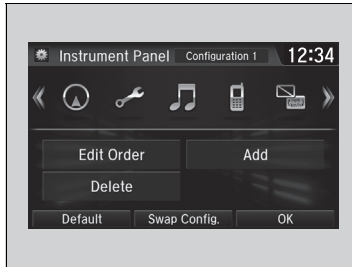 Instrument Panel Configuration 1 12:34
Edit Order Add
Delete
Default Swap Config. OK